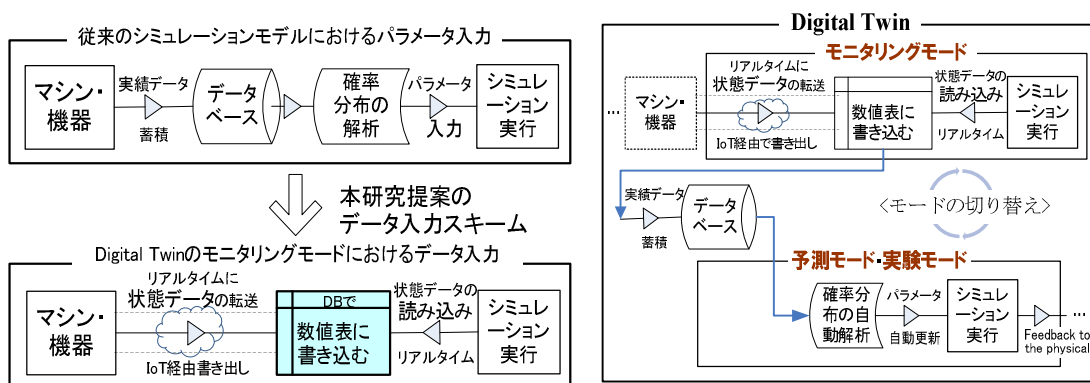 従来のシミュレーションモデルにおけるパラメータ入力
マシン・
機器
実績データ
蓄積
データ
ベース
確率
分布の
解析
パラメータ
入力
シミュ
レーション
実行
本研究提案の
データ入力スキーム
Digital Twinのモニタリングモードにおけるデータ入力
マシン・
機器
リアルタイムに
状態データの転送
IoT経由書き出し
DBで
数値表に
書き込む
状態データの
読み込み
リアルタイム
シミュ
レーション
実行
Digital Twin
モニタリングモード
...
マシン・
機器
リアルタイムに
状態データの転送
IoT経由で書き出し
数値表に
書き込む
状態データの
読み込み
リアルタイム
シミュ
レーション
実行
実績データ
蓄積
データ
ベース
<モードの切り替え>
予測モード・実験モード
確率分
布の自
動解析
パラメータ
自動更新
シミュ
レーション
実行
...
Feedback to
the physical